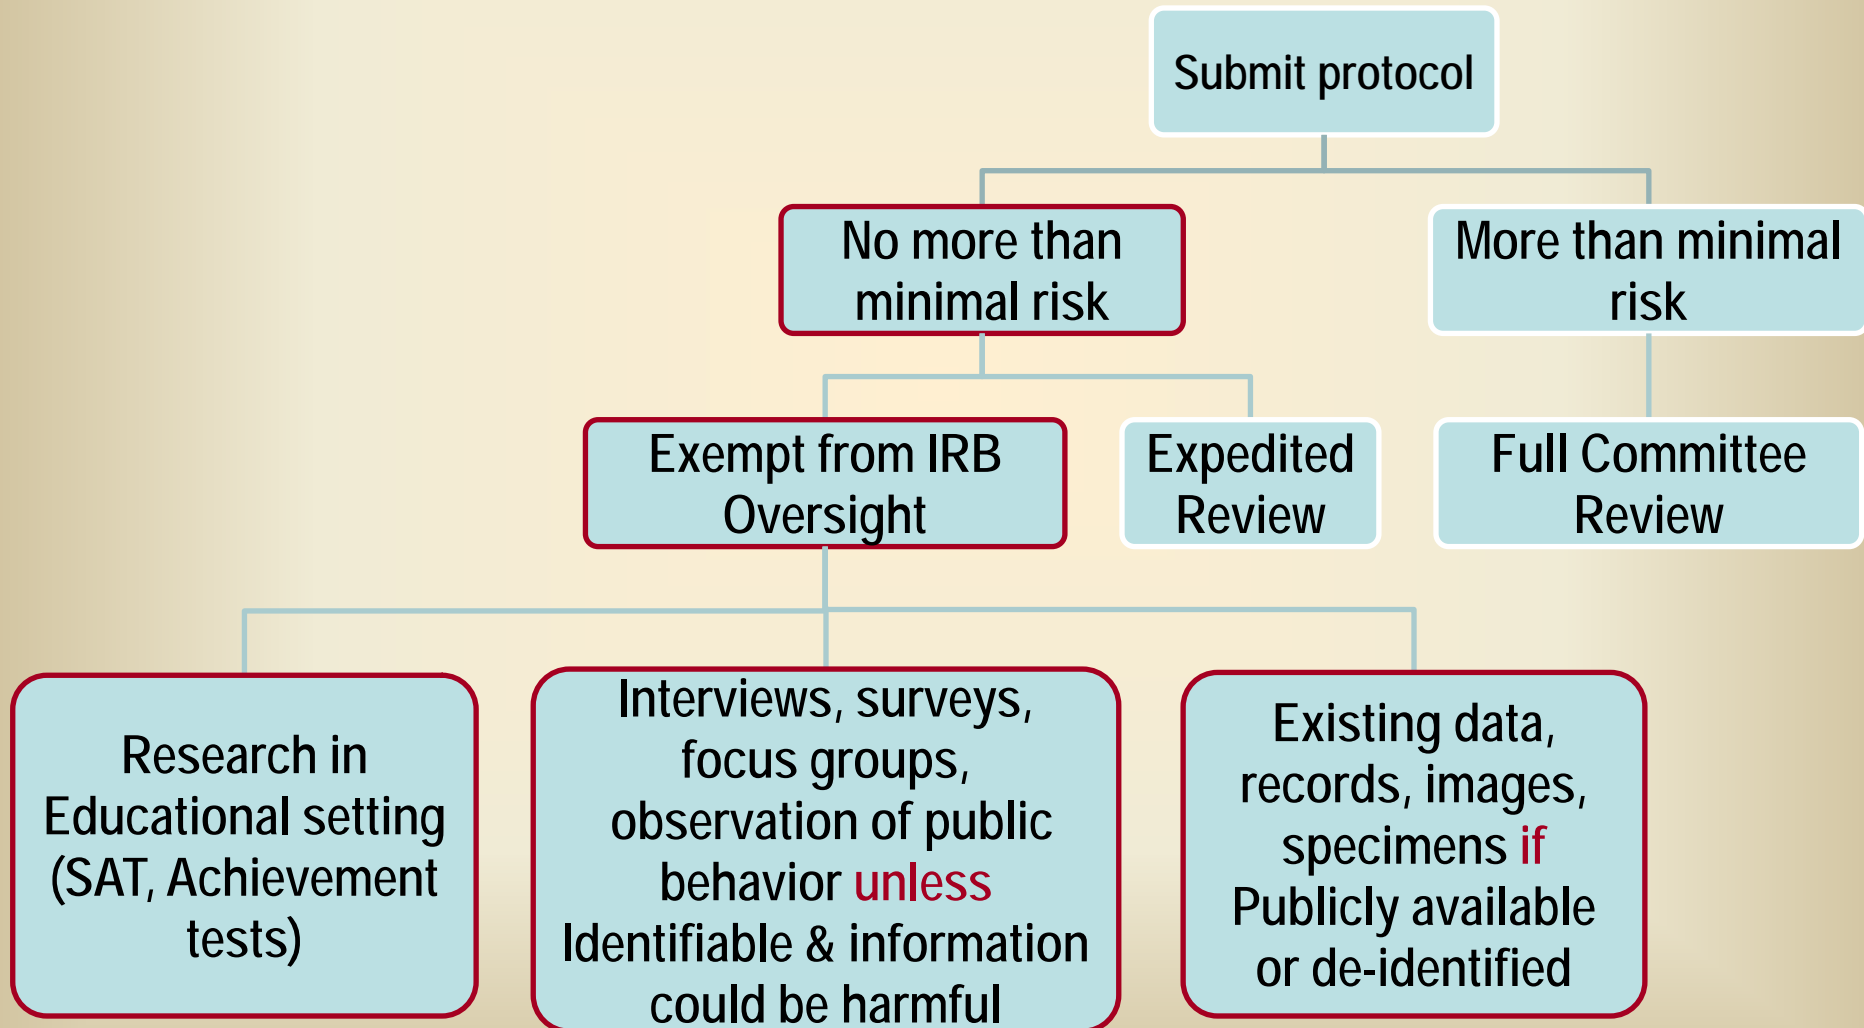 Submit protocol
No more than
minimal risk
More than minimal
risk
Exempt from IRB
Oversight
Expedited
Review
Full Committee
Review
Research in
Educational setting
(SAT, Achievement
tests)
Interviews, surveys,
focus groups,
observation of public
behavior unless
Identifiable & information
could be harmful
Existing data,
records, images,
specimens if
Publicly available
or de-identified